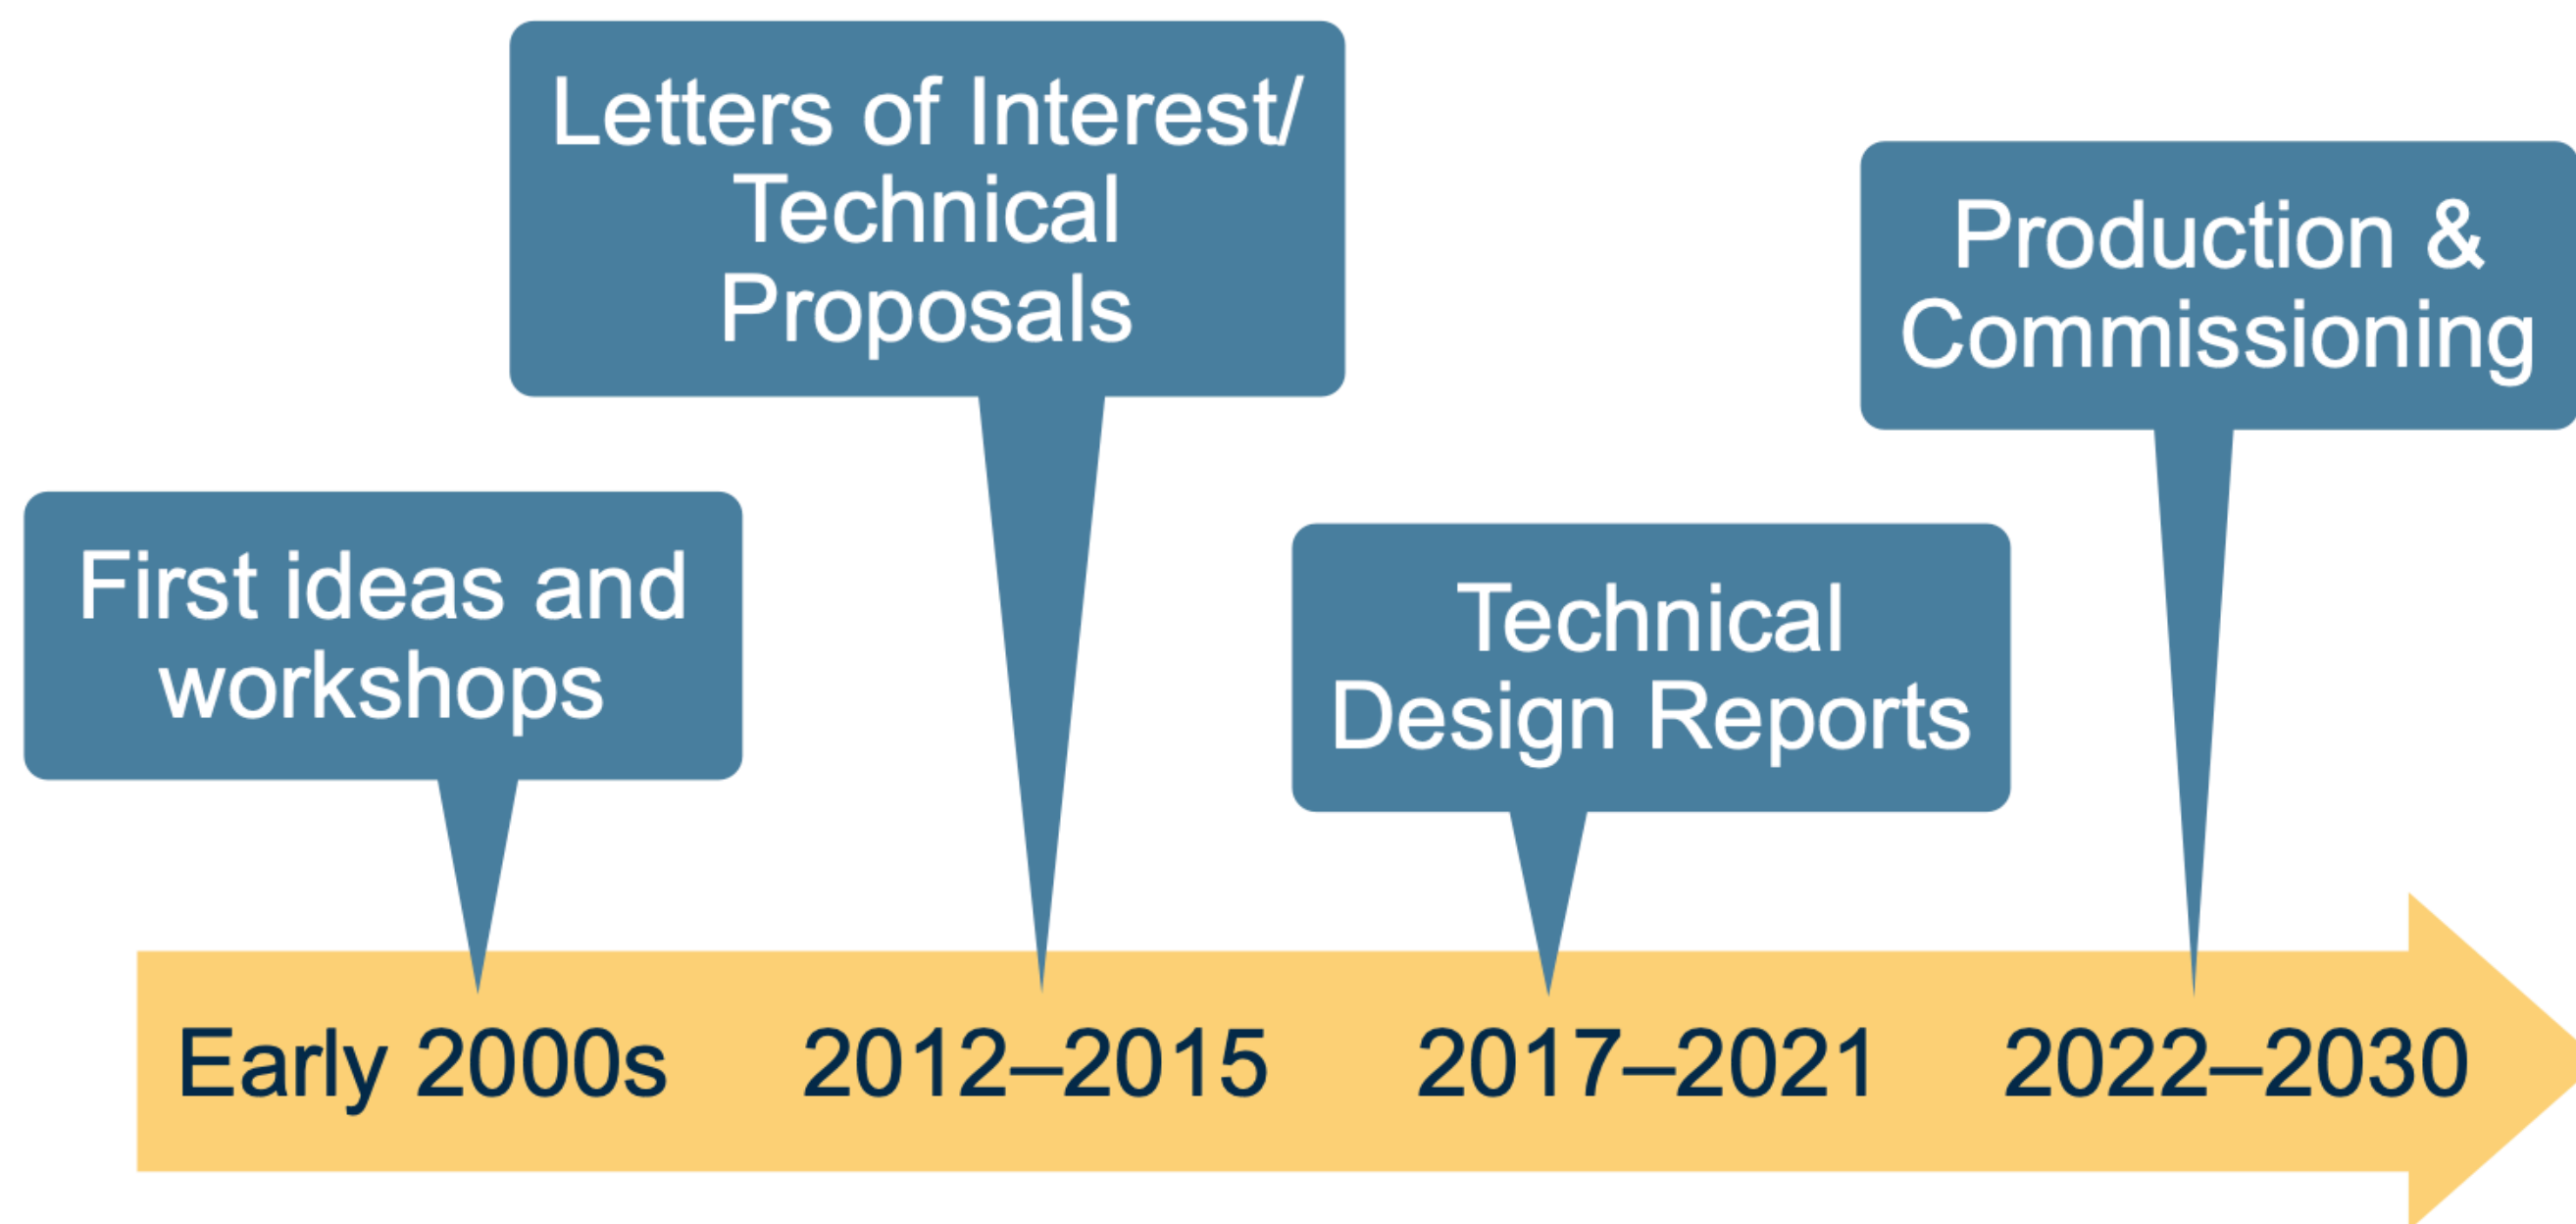 First ideas and
workshops
Letters of Interest/
Technical
Proposals
Technical
Design Reports
Production &
Commissioning
Early 2000s
2012–2015
2017–2021
2022–2030